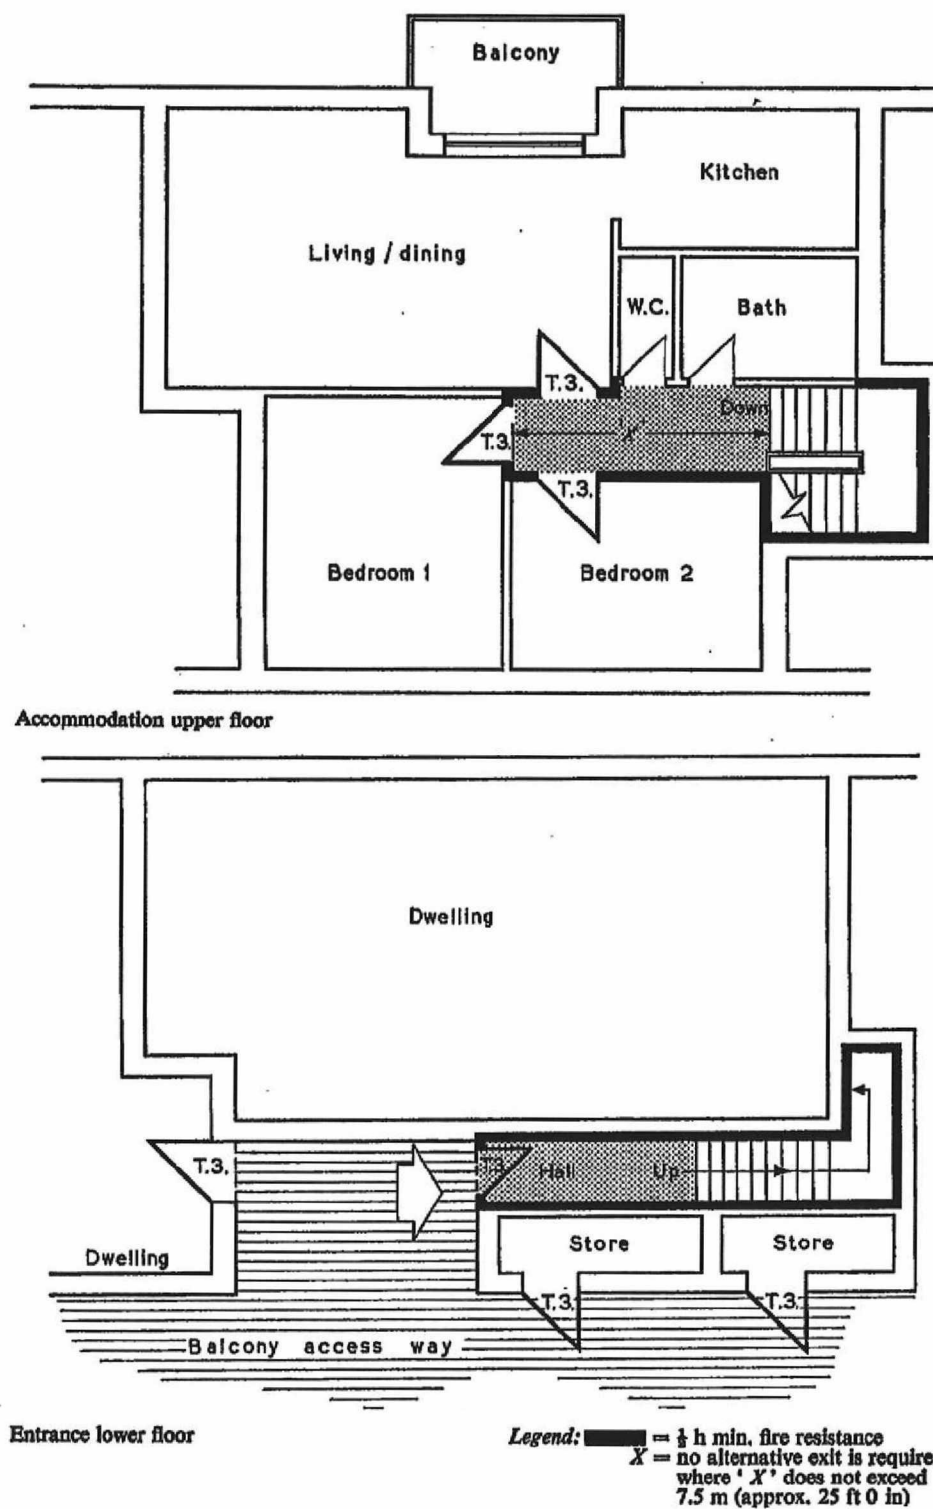 Balcony
Kitchen
Living / dining
W.C.
Bath
T.3.
Down
T.3.
'X'
T.3.
Bedroom 1
Bedroom 2
Accommodation upper floor
Dwelling
T.3.
T.3.
Hall
Up
Dwelling
Store
Store
T.3.
T.3.
Balcony access way
Entrance lower floor
Legend: = ½ h min. fire resistance
X = no alternative exit is require
where ' X' does not exceed
7.5 m (approx. 25 ft 0 in)